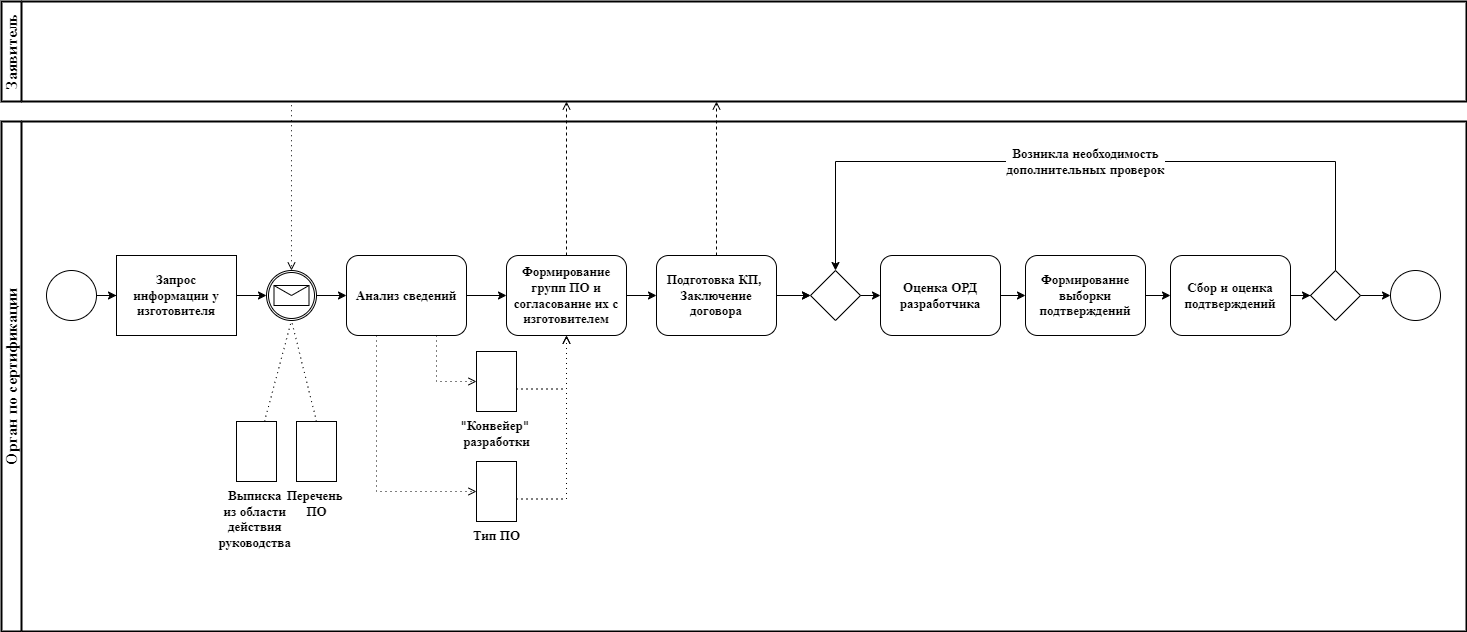 Заявитель
Орган по сертификации
Возникла необходимость
дополнительных проверок
Запрос
информации у
изготовителя
Анализ сведений
Формирование
групп ПО и
согласование их с
изготовителем
Подготовка КП,
Заключение
договора
Оценка ОРД
разработчика
Формирование
выборки
подтверждений
Сбор и оценка
подтверждений
"Конвейер"
разработки
Выписка
из области
действия
руководства
Перечень
ПО
Тип ПО